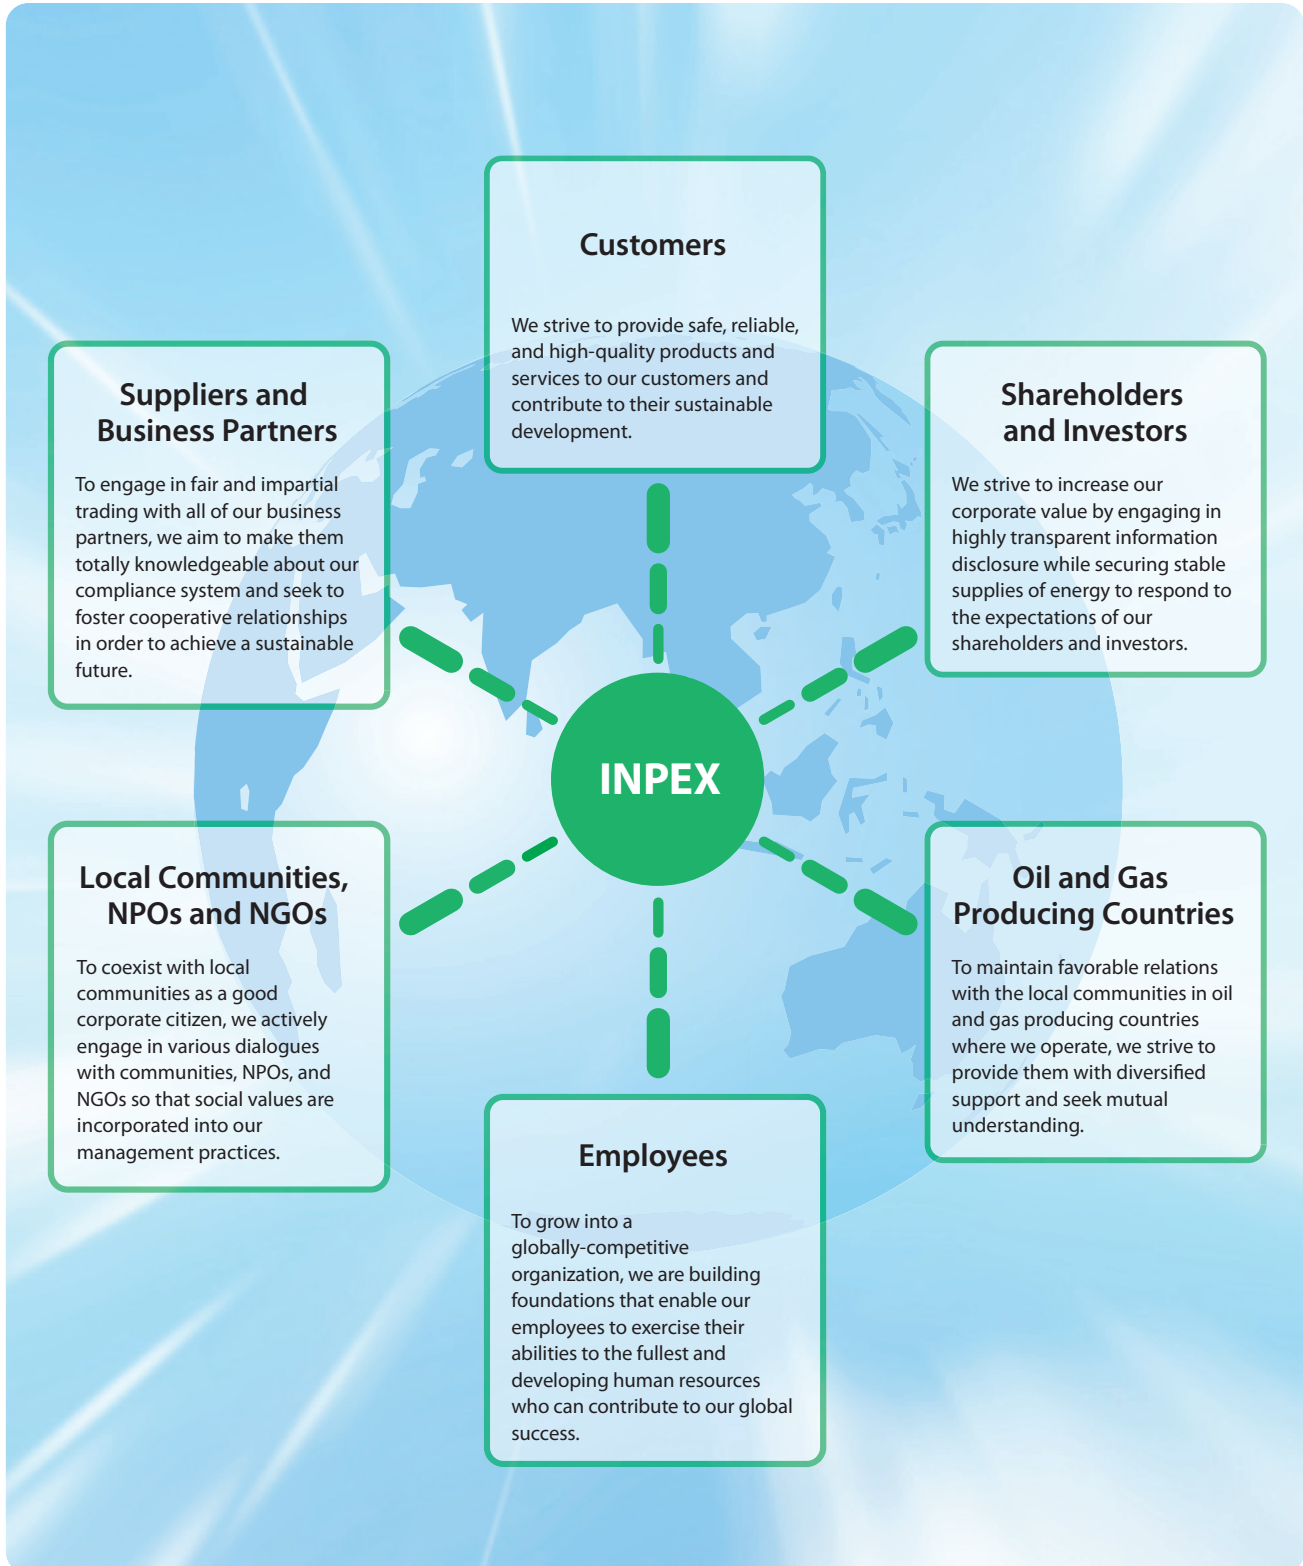 Customers
We strive to provide safe, reliable,
and high-quality products and
services to our customers and
contribute to their sustainable
development.
Suppliers and
Business Partners
To engage in fair and impartial
trading with all of our business
partners, we aim to make them
totally knowledgeable about our
compliance system and seek to
foster cooperative relationships
in order to achieve a sustainable
future.
Shareholders
and Investors
We strive to increase our
corporate value by engaging in
highly transparent information
disclosure while securing stable
supplies of energy to respond to
the expectations of our
shareholders and investors.
INPEX
Local Communities,
NPOs and NGOs
To coexist with local
communities as a good
corporate citizen, we actively
engage in various dialogues
with communities, NPOs, and
NGOs so that social values are
incorporated into our
management practices.
Oil and Gas
Producing Countries
To maintain favorable relations
with the local communities in oil
and gas producing countries
where we operate, we strive to
provide them with diversified
support and seek mutual
understanding.
Employees
To grow into a
globally-competitive
organization, we are building
foundations that enable our
employees to exercise their
abilities to the fullest and
developing human resources
who can contribute to our global
success.